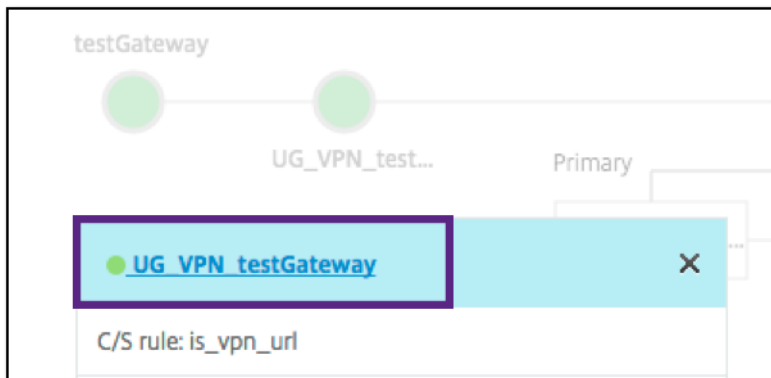 testGateway
UG_VPN_test...
Primary
...
UG_VPN_testGateway
C/S rule: is_vpn_url